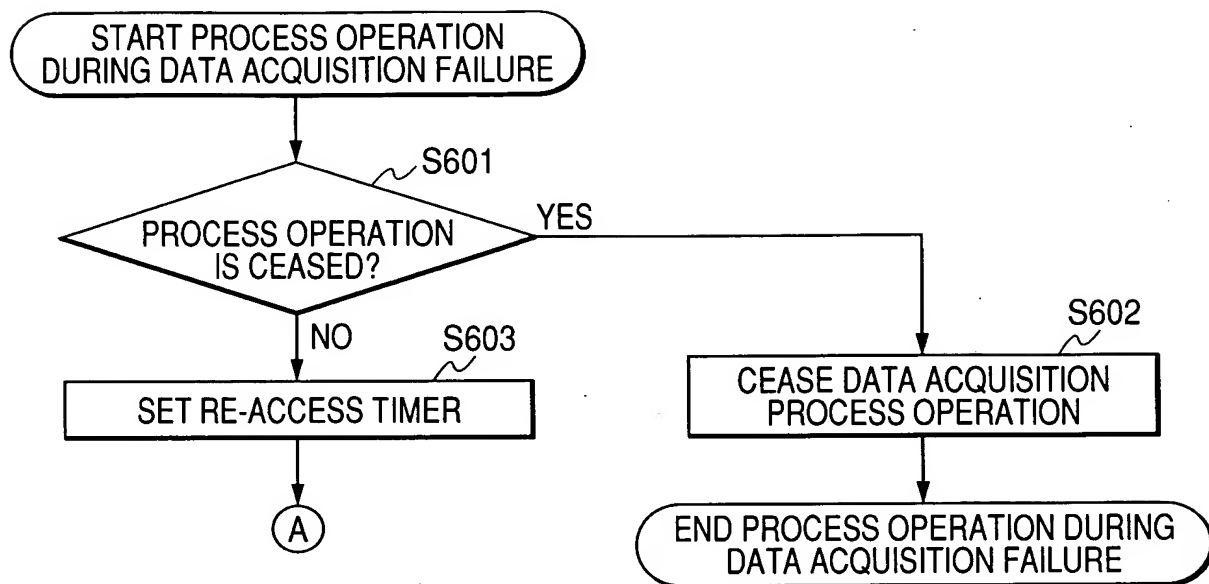 START PROCESS OPERATION
DURING DATA ACQUISITION FAILURE
S601
PROCESS OPERATION
IS CEASED?
YES
NO
S603
SET RE-ACCESS TIMER
A
S602
CEASE DATA ACQUISITION
PROCESS OPERATION
END PROCESS OPERATION DURING
DATA ACQUISITION FAILURE